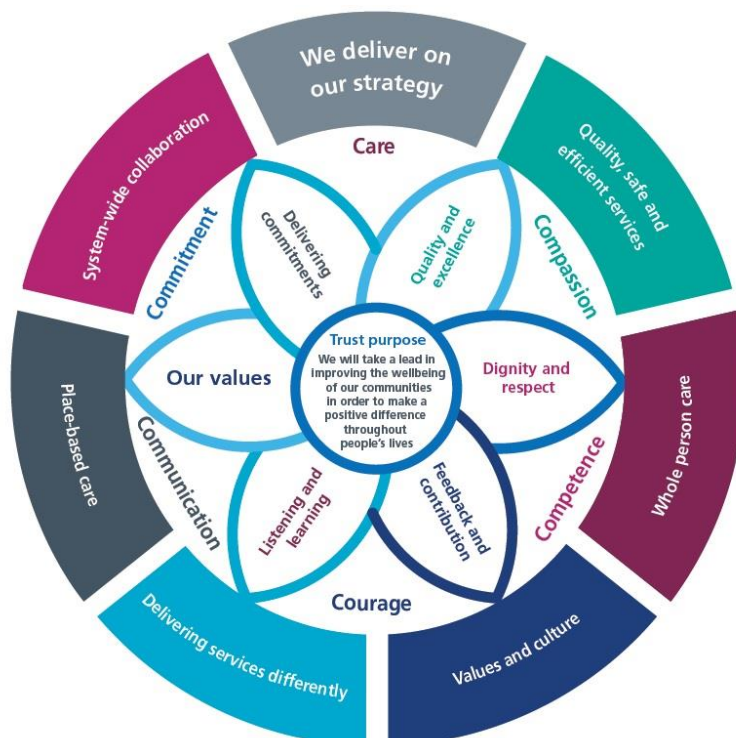 We deliver on
our strategy
Quality, safe and
efficient services
Whole person care
Values and culture
Delivering services differently
Place-based care
System-wide collaboration
Care
Compassion
Competence
Courage
Communication
Commitment
Delivering
commitments
Quality and
excellence
Dignity and
respect
Feedback and
contribution
Listening and
learning
Our values
Trust purpose
We will take a lead in
improving the wellbeing
of our communities
in order to make a
positive difference
throughout
people's lives